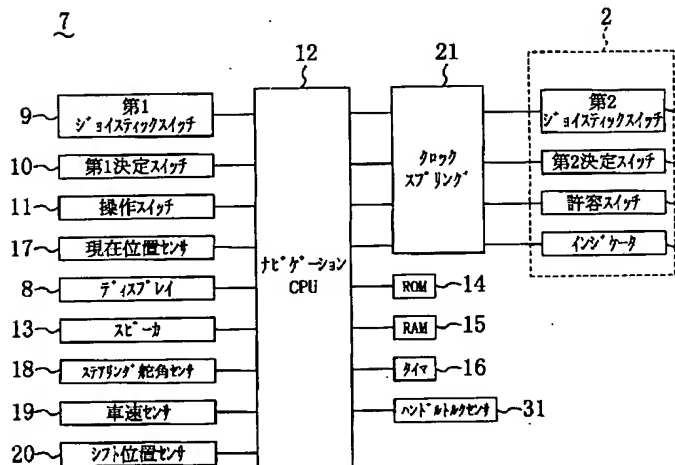 7
12
21
2
9
第1
ジョイスティックスイッチ
10
第1決定スイッチ
11
操作スイッチ
17
現在位置センサ
8
ディスプレイ
13
スピーカ
18
ステアリング舵角センサ
19
車速センサ
20
シフト位置センサ
ナビゲーション
CPU
クロック
スプリング
第2
ジョイスティックスイッチ
第2決定スイッチ
許容スイッチ
インジケータ
ROM
14
RAM
15
タイマ
16
ハンドルトルクセンサ
31